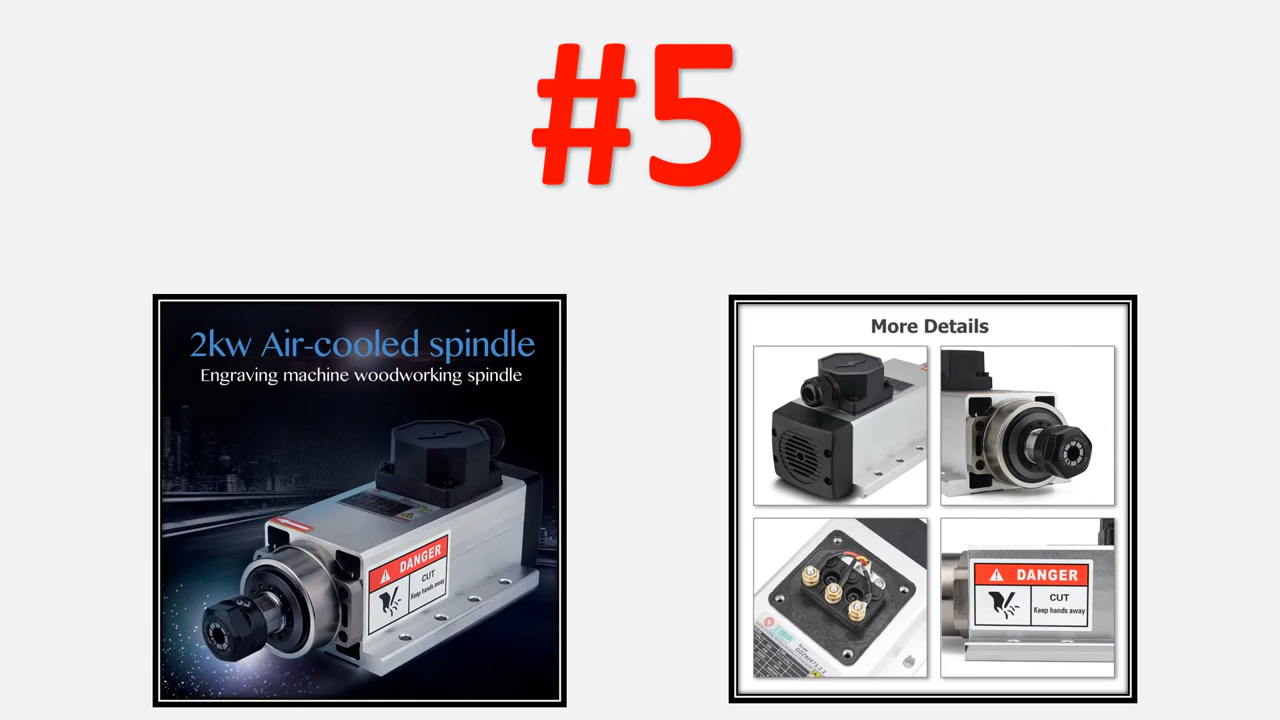 #5
2kw Air-cooled spindle
Engraving machine woodworking spindle
DANGER
CUT
Keep hands away
More Details
DANGER
CUT
Keep hands away